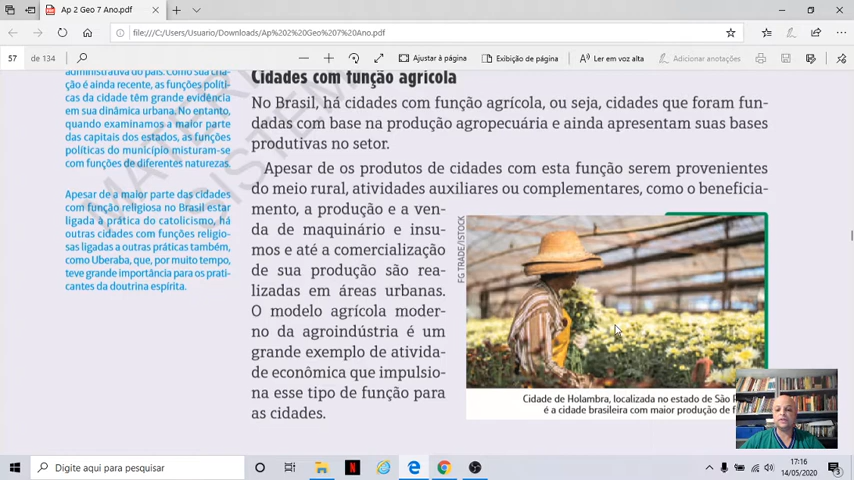 Ap 2 Geo 7 Ano.pdf
file:///C:/Users/Usuario/Downloads/Ap%202%20Geo%207%20Ano.pdf
57 de 134
Ajustar à página
Exibição de página
Ler em voz alta
Adicionar anotações
administrativa do país. Como sua cria-
ção é ainda recente, as funções políti-
cas da cidade têm grande evidência
em sua dinâmica urbana. No entanto,
quando examinamos a maior parte
das capitais dos estados, as funções
políticas do município misturam-se
com funções de diferentes naturezas.
Apesar de a maior parte das cidades
com função religiosa no Brasil estar
ligada à prática do catolicismo, há
outras cidades com funções religio-
sas ligadas a outras práticas também,
como Uberaba, que, por muito tempo,
teve grande importância para os prati-
cantes da doutrina espírita.
Cidades com função agrícola
No Brasil, há cidades com função agrícola, ou seja, cidades que foram fun-
dadas com base na produção agropecuária e ainda apresentam suas bases
produtivas no setor.
Apesar de os produtos de cidades com esta função serem provenientes
do meio rural, atividades auxiliares ou complementares, como o beneficia-
mento, a produção e a ven-
da de maquinário e insu-
mos e até a comercialização
de sua produção são rea-
lizadas em áreas urbanas.
O modelo agrícola moder-
no da agroindústria é um
grande exemplo de ativida-
de econômica que impulsio-
na esse tipo de função para
as cidades.
FG TRADE/ISTOCK
Cidade de Holambra, localizada no estado de São
é a cidade brasileira com maior produção de
Digite aqui para pesquisar
17:16
14/05/2020